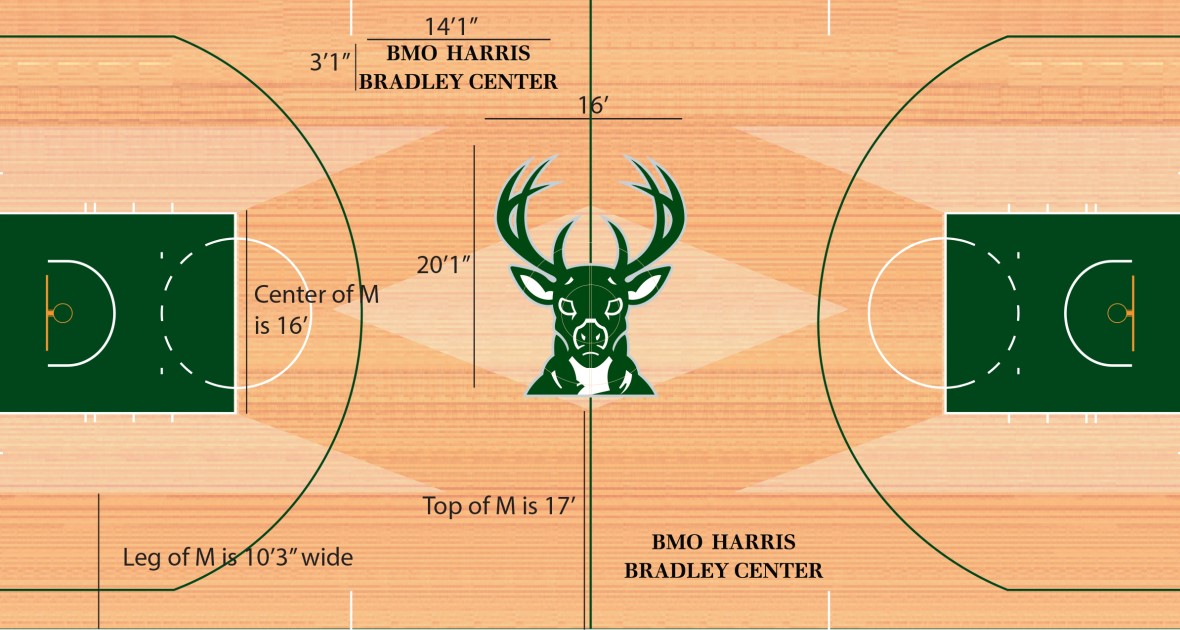 14’1”
3’1”
BMO HARRIS
BRADLEY CENTER
16’
20’1”
Center of M
is 16’
Top of M is 17’
Leg of M is 10’3” wide
BMO HARRIS
BRADLEY CENTER